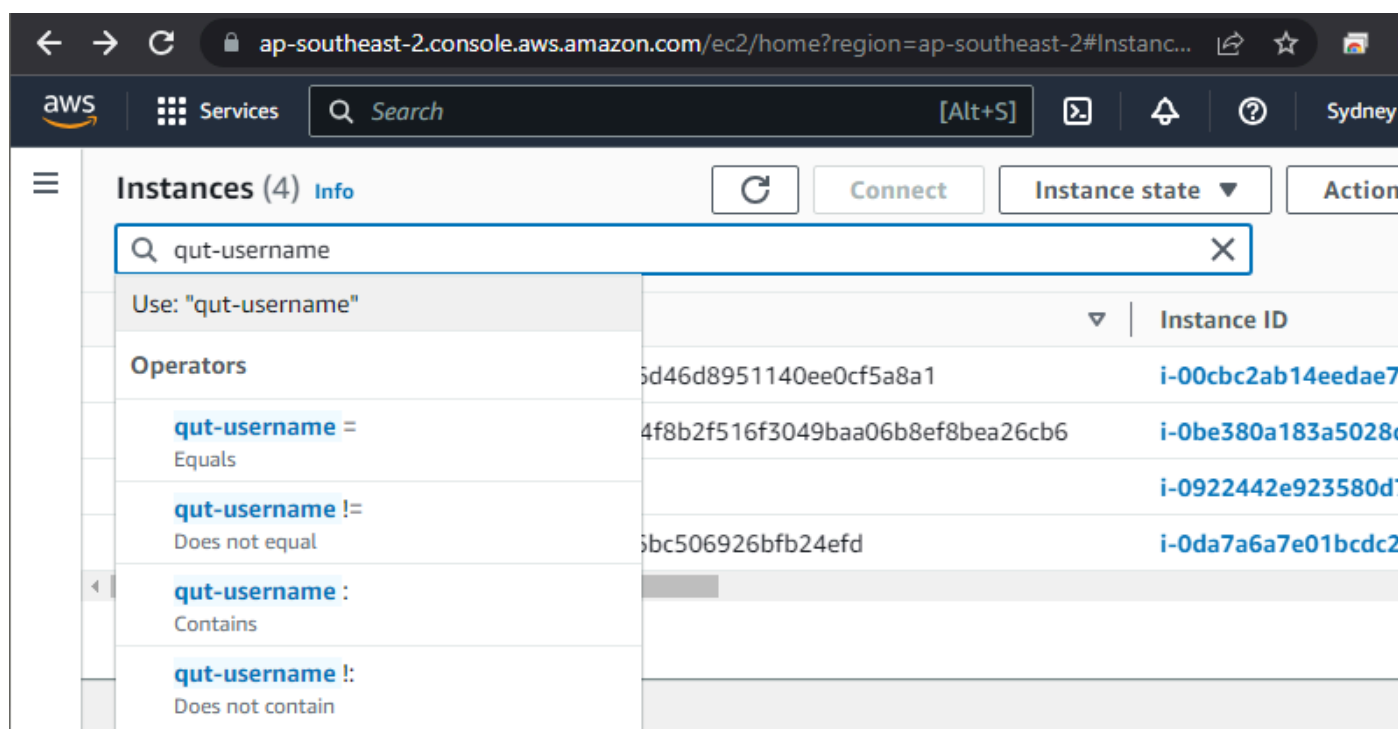 ap-southeast-2.console.aws.amazon.com/ec2/home?region=ap-southeast-2#Instanc...
aws Services Search [Alt+S] Sydney
Instances (4) Info Connect Instance state Action
qut-username
Use: "qut-username"
Instance ID
Operators
5d46d8951140ee0cf5a8a1 i-00cbc2ab14eedae7
qut-username =
4f8b2f516f3049baa06b8ef8bea26cb6 i-0be380a183a5028
Equals
i-0922442e923580d
qut-username !=
Does not equal
5bc506926bfb24efd i-0da7a6a7e01bcdc2
qut-username :
Contains
qut-username !:
Does not contain